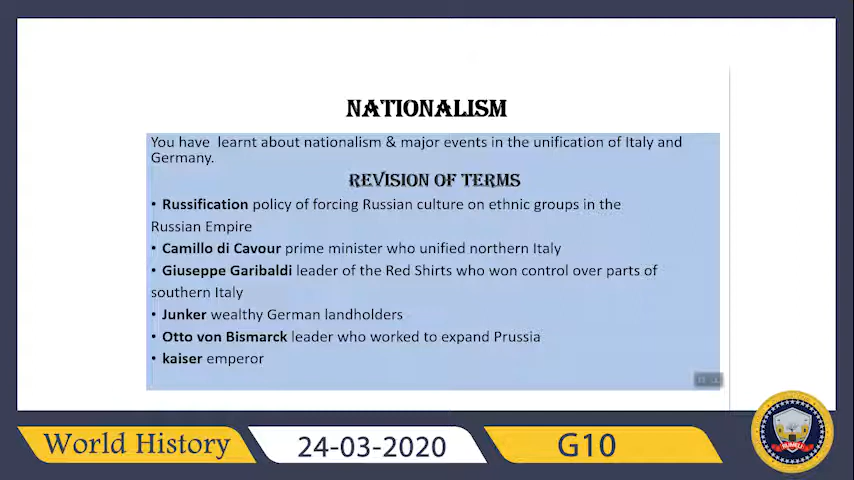 NATIONALISM
You have learnt about nationalism & major events in the unification of Italy and
Germany.
REVISION OF TERMS
• Russification policy of forcing Russian culture on ethnic groups in the
Russian Empire
• Camillo di Cavour prime minister who unified northern Italy
• Giuseppe Garibaldi leader of the Red Shirts who won control over parts of
southern Italy
• Junker wealthy German landholders
• Otto von Bismarck leader who worked to expand Prussia
• kaiser emperor
World History
24-03-2020
G10